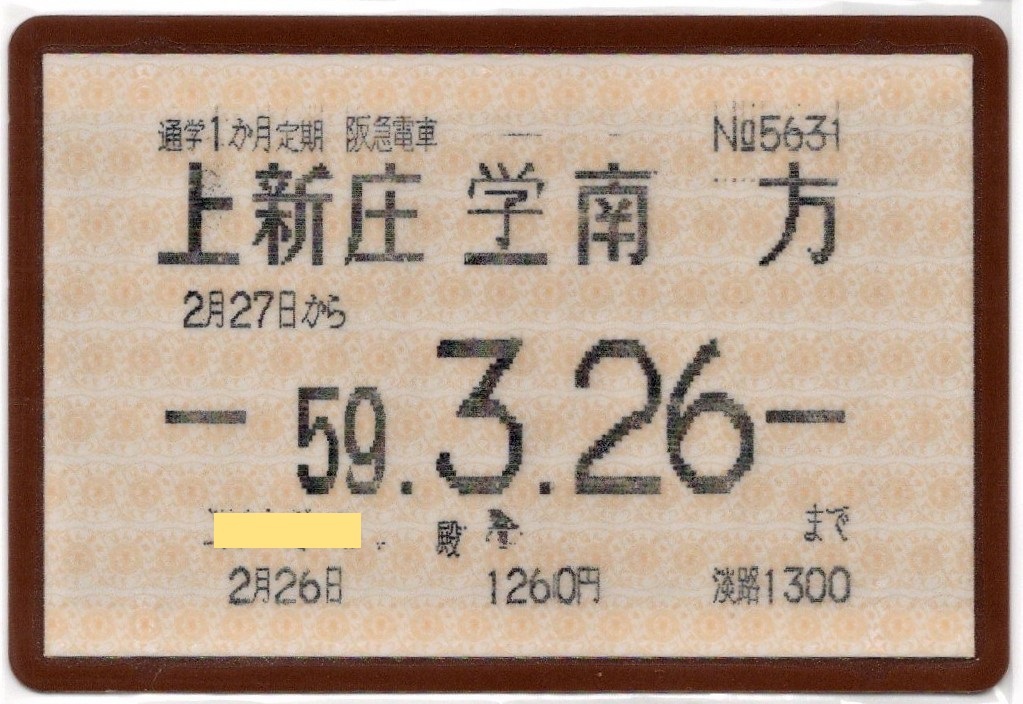 通学1か月定期 阪急電車 №5631
上新庄 学 南方
2月27日から
― 59.3.26 ―
殿 まで
2月26日 1260円 淡路1300